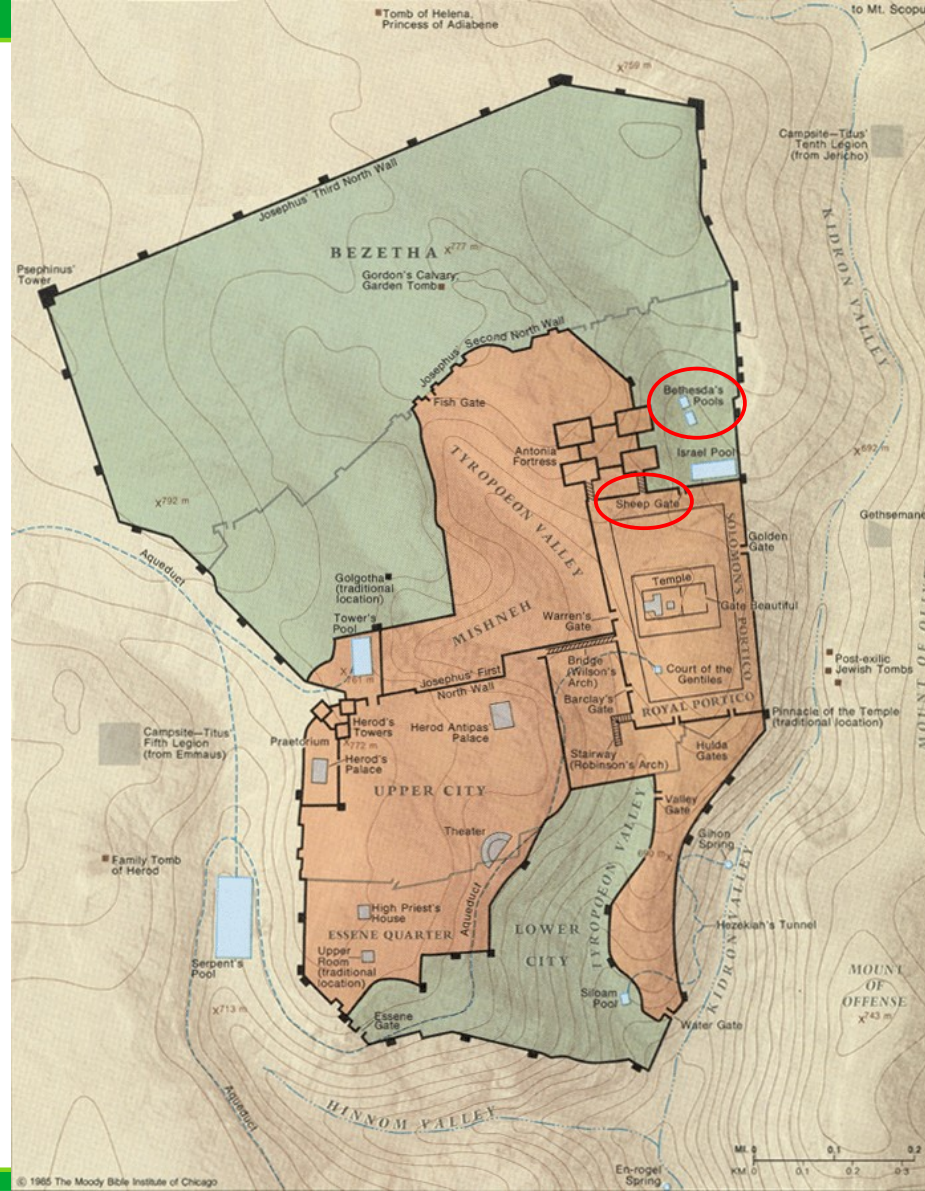 to Mt. Scopu
Tomb of Helena,
Princess of Adiabene
X759 m
Campsite—Titus'
Tenth Legion
(from Jericho)
Josephus' Third North Wall
KIDRON VALLEY
BEZETHA
X777 m
Psephinus'
Tower
Gordon's Calvary;
Garden Tomb
Josephus' Second North Wall
Fish Gate
Bethesda's
Pools
Antonia
Fortress
Israel Pool
X692 m
TYROPOEON VALLEY
X792 m
Sheep Gate
Gethsemane
SOLOMON'S PORTICO
Golden
Gate
Aqueduct
Golgotha
(traditional
location)
Temple
Gate Beautiful
Tower's
Pool
MISHNEH
Warren's
Gate
Bridge
(Wilson's
Arch)
Court of the
Gentiles
Post-exilic
Jewish Tombs
Josephus' First
North Wall
Barclay's
Gate
ROYAL PORTICO
Pinnacle of the Temple
(traditional location)
Herod's
Towers
Herod Antipas'
Palace
Campsite—Titus'
Fifth Legion
(from Emmaus)
Praetorium
X772 m
Herod's
Palace
Stairway
(Robinson's Arch)
Hulda
Gates
UPPER CITY
Valley
Gate
Theater
Gihon
Spring
TYROPOEON VALLEY
Family Tomb
of Herod
High Priest's
House
Aqueduct
ESSENE QUARTER
LOWER
CITY
Hezekiah's Tunnel
KIDRON VALLEY
Upper
Room
(traditional
location)
Serpent's
Pool
Siloam
Pool
MOUNT
OF
OFFENSE
X743 m
X713 m
Essene
Gate
Water Gate
Aqueduct
HINNOM VALLEY
En-rogel
Spring
MI. 0 0.1 0.2
KM. 0 0.1 0.2 0.3
© 1985 The Moody Bible Institute of Chicago